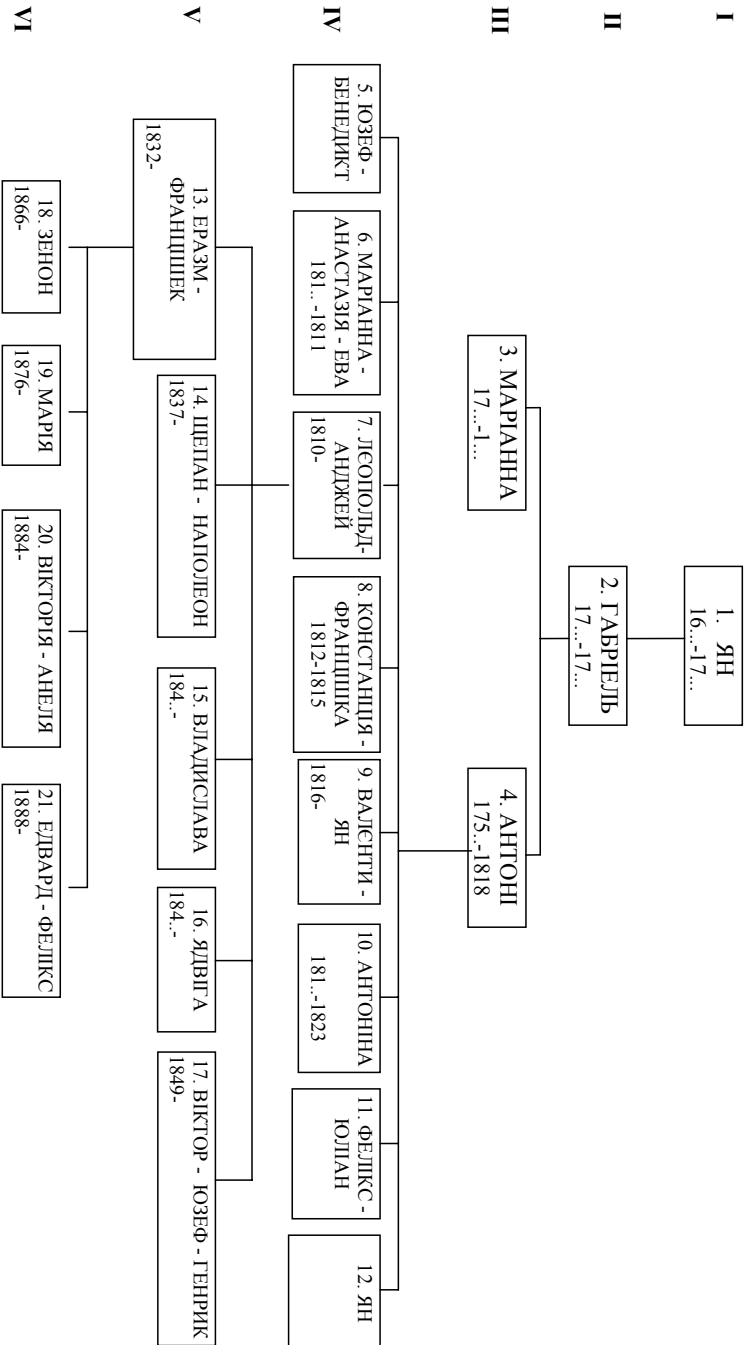 I
II
III
IV
V
VI
1. ЯН
16...-17...
2. ГАБРІЕЛЬ
17...-17...
3. МАРІАННА
17...-1....
4. АНТОНІ
175..-1818
5. ЮЗЕФ -
БЕНЕДИКТ
6. МАРІАННА -
АНАСТАЗІЯ - ЕВА
181.. -1811
7. ЛЄОПОЛЬД-
АНДЖЕЙ
1810-
8. КОНСТАНЦІЯ -
ФРАНЦІШКА
1812-1815
9. ВАЛЄНТИ -
ЯН
1816-
10. АНТОНІНА
181..-1823
11. ФЕЛІКС -
ЮЛІАН
12. ЯН
13. ЕРАЗМ -
ФРАНЦІШЕК
1832-
14. ЩЕПАН - НАПОЛЕОН
1837-
15. ВЛАДИСЛАВА
184..-
16. ЯДВІГА
184..-
17. ВІКТОР - ЮЗЕФ - ГЕНРИК
1849-
18. ЗЕНОН
1866-
19. МАРІЯ
1876-
20. ВІКТОРІЯ - АНЕЛЯ
1884-
21. ЕДВАРД - ФЕЛІКС
1888-